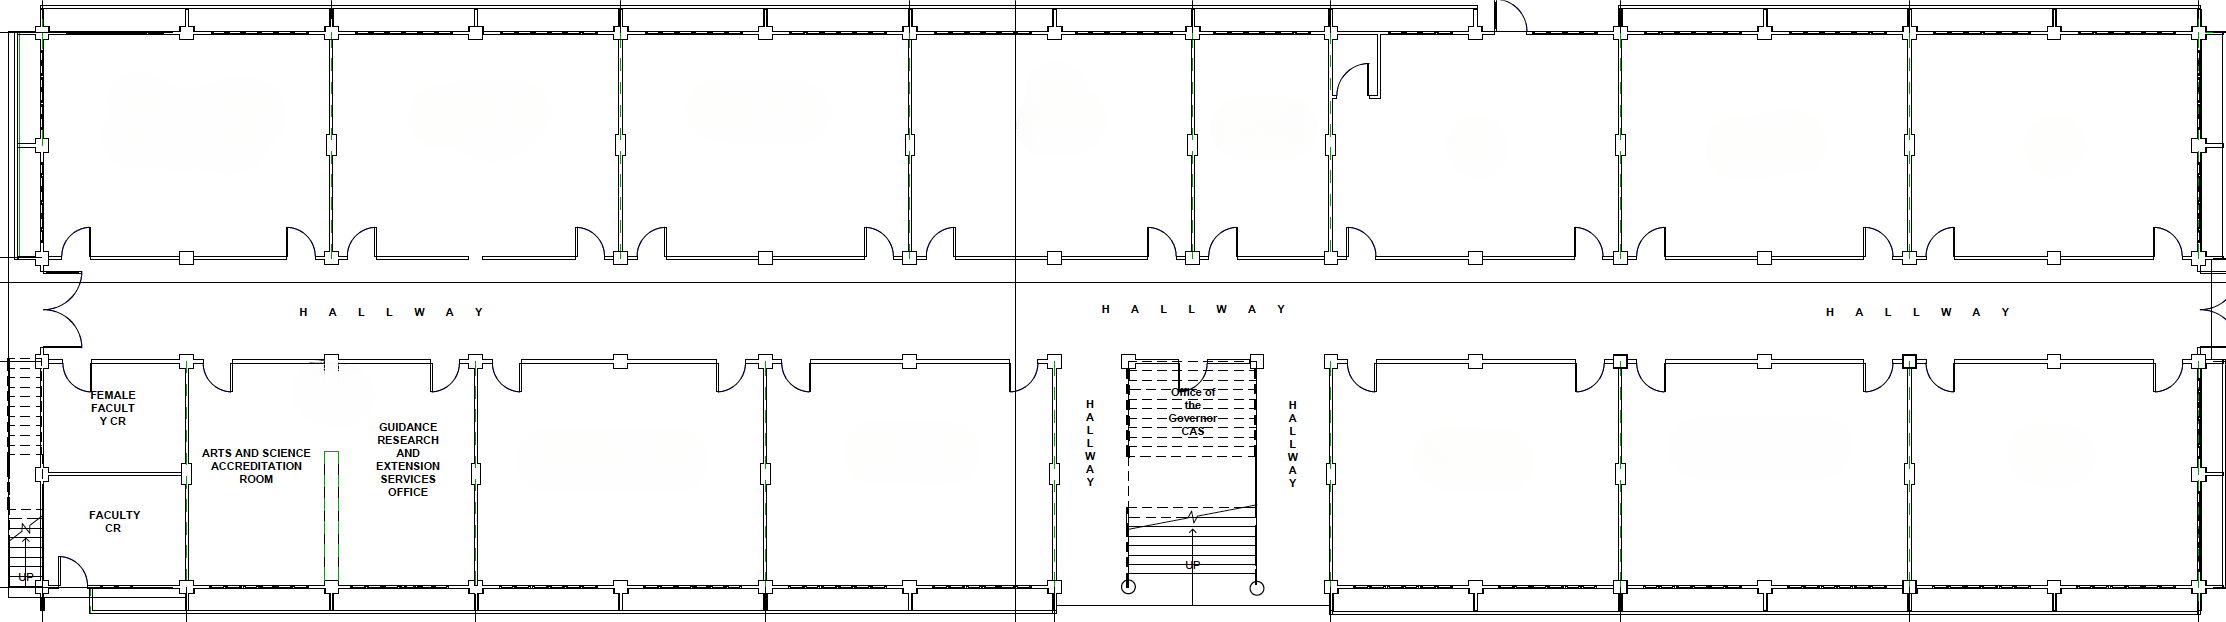 H A L L W A Y
H A L L W A Y
H A L L W A Y
FEMALE
FACULT
Y CR
FACULTY
CR
UP
ARTS AND SCIENCE
ACCREDITATION
ROOM
GUIDANCE
RESEARCH
AND
EXTENSION
SERVICES
OFFICE
H
A
L
L
W
A
Y
Office of
the
Governor
CAS
UP
H
A
L
L
W
A
Y